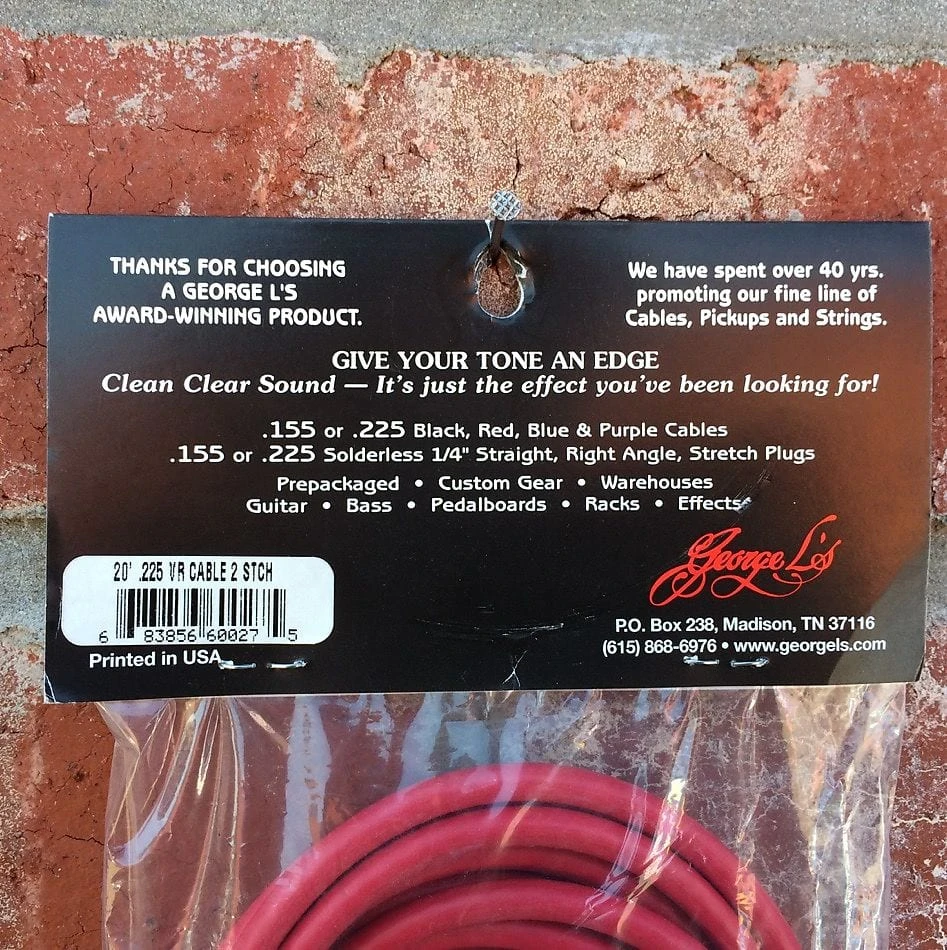 THANKS FOR CHOOSING
A GEORGE L'S
AWARD-WINNING PRODUCT.
We have spent over 40 yrs.
promoting our fine line of
Cables, Pickups and Strings.
GIVE YOUR TONE AN EDGE
Clean Clear Sound — It's just the effect you've been looking for!
.155 or .225 Black, Red, Blue & Purple Cables
.155 or .225 Solderless 1/4" Straight, Right Angle, Stretch Plugs
Prepackaged • Custom Gear • Warehouses
Guitar • Bass • Pedalboards • Racks • Effects
20' .225 VR CABLE 2 STCH
6 83856 60027 5
Printed in USA
George L's
P.O. Box 238, Madison, TN 37116
(615) 868-6976 • www.georgels.com